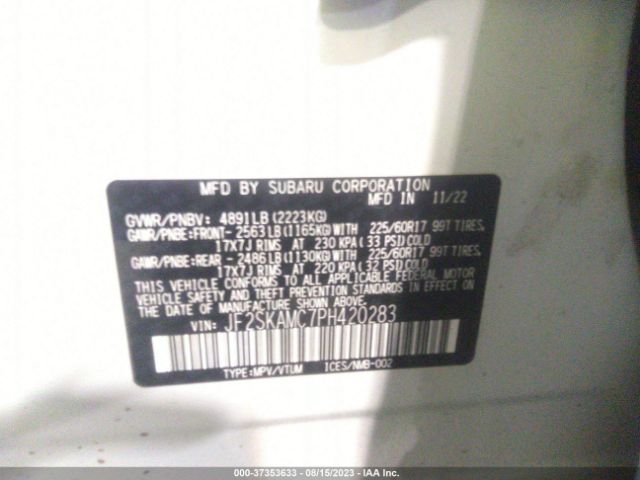 MFD BY SUBARU CORPORATION
MFD IN 11/22
GVWR/PNBV: 4891LB(2223KG)
GAWR/PNBE:FRONT- 2563LB(1165KG)WITH 225/60R17 99T TIRES,
17X7J RIMS AT 230 KPA(33 PSI)COLD
GAWR/PNBE:REAR - 2486LB(1130KG)WITH 225/60R17 99T TIRES,
17X7J RIMS AT 220 KPA(32 PSI)COLD
THIS VEHICLE CONFORMS TO ALL APPLICABLE FEDERAL MOTOR
VEHICLE SAFETY AND THEFT PREVENTION STANDARDS IN EFFECT ON
THE DATE OF MANUFACTURE SHOWN ABOVE.
VIN: JF2SKAMC7PH420283
TYPE:MPV/VTUM ICES/NMB-002
000-37353633 - 08/15/2023 - IAA Inc.